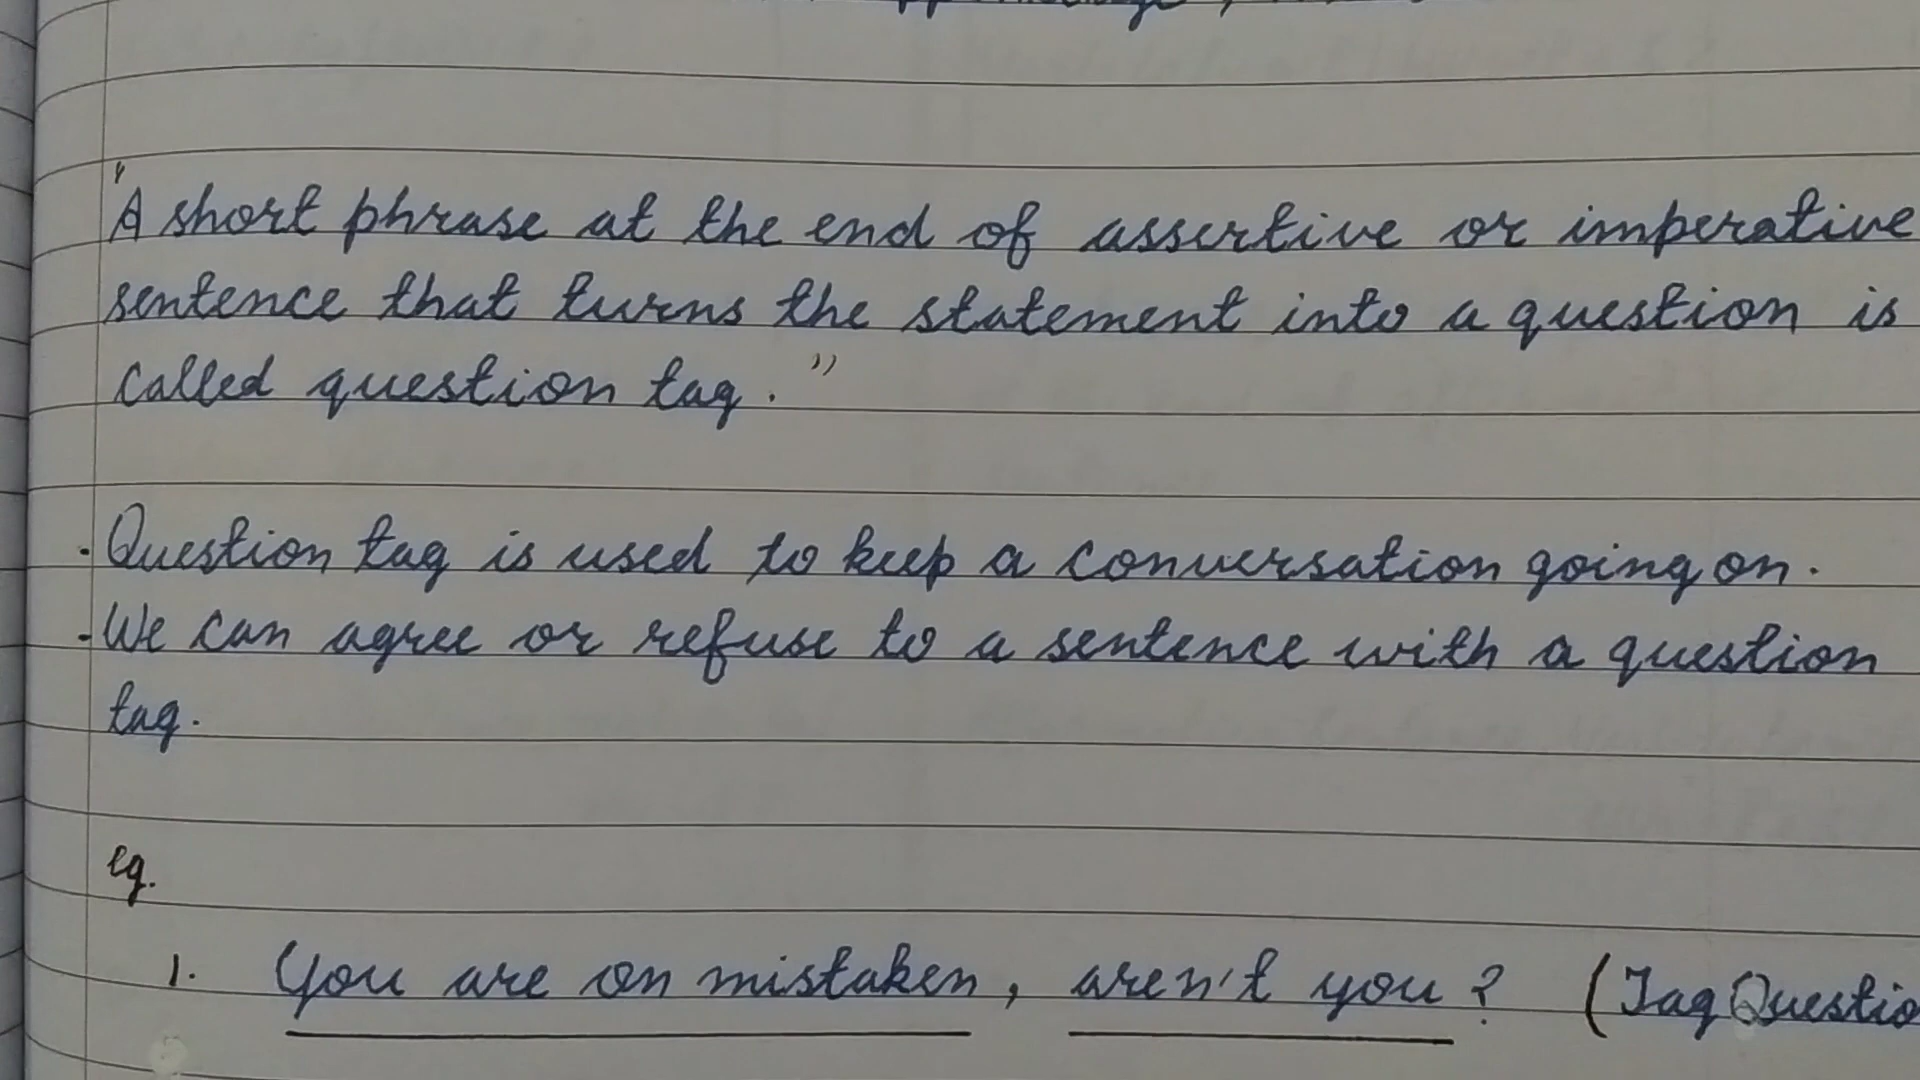 "A short phrase at the end of assertive or imperative
sentence that turns the statement into a question is
called question tag."
. Question tag is used to keep a conversation going on.
- We can agree or refuse to a sentence with a question
tag.
eg.
1. You are on mistaken, aren't you? (Tag Questio